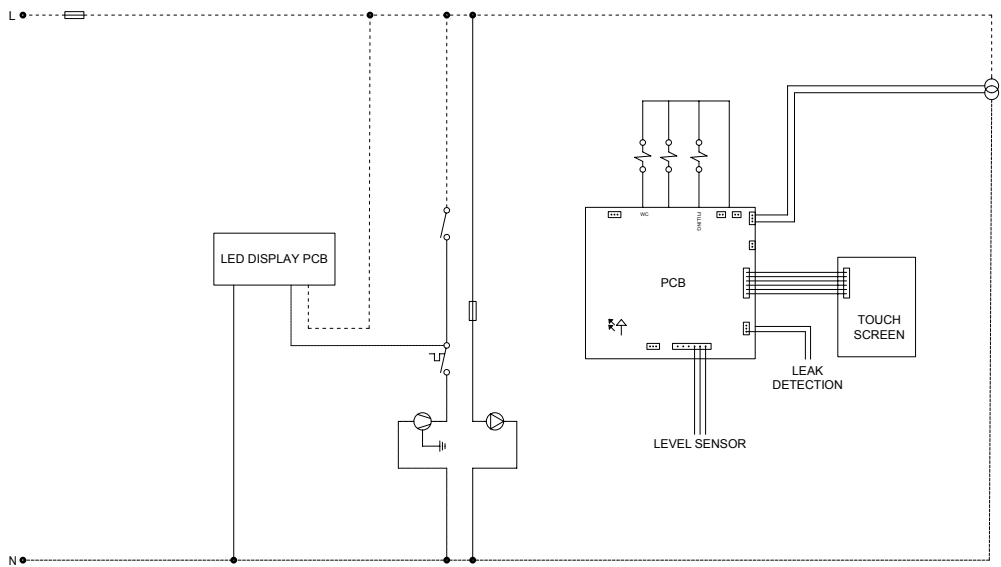 L
WC
FILLING
LED DISPLAY PCB
PCB
TOUCH
SCREEN
LEAK
DETECTION
LEVEL SENSOR
N